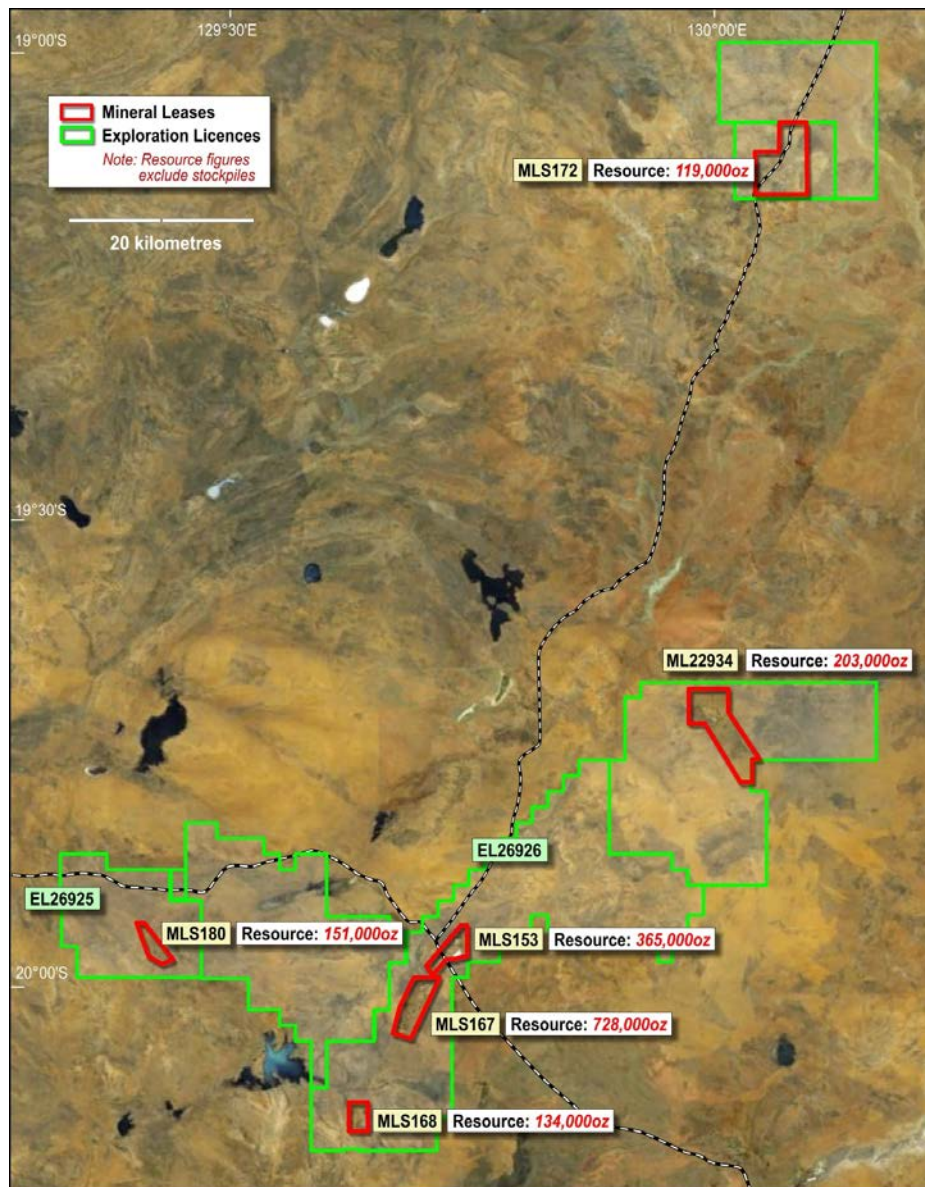 129°30'E
130°00'E
19°00'S
Mineral Leases
Exploration Licences
Note: Resource figures
exclude stockpiles
MLS172 Resource: 119,000oz
20 kilometres
19°30'S
ML22934 Resource: 203,000oz
EL26926
EL26925
MLS180 Resource: 151,000oz
MLS153 Resource: 365,000oz
20°00'S
MLS167 Resource: 728,000oz
MLS168 Resource: 134,000oz